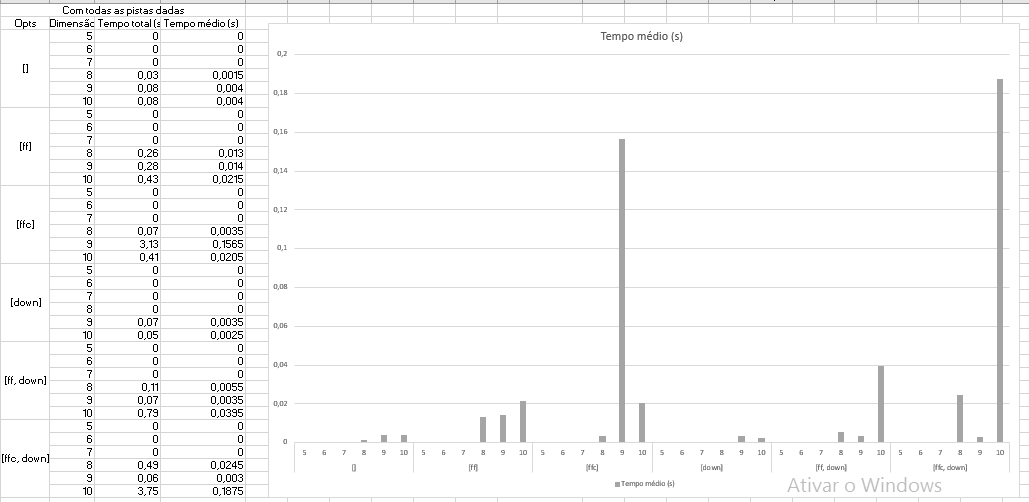 Com todas as pistas dadas
Opts Dimensão Tempo total (s Tempo médio (s)
[]
5 0 0
6 0 0
7 0 0
8 0,03 0,0015
9 0,08 0,004
10 0,08 0,004
[ff]
5 0 0
6 0 0
7 0 0
8 0,26 0,013
9 0,28 0,014
10 0,43 0,0215
[ffc]
5 0 0
6 0 0
7 0 0
8 0,07 0,0035
9 3,13 0,1565
10 0,41 0,0205
[down]
5 0 0
6 0 0
7 0 0
8 0 0
9 0,07 0,0035
10 0,05 0,0025
[ff, down]
5 0 0
6 0 0
7 0 0
8 0,11 0,0055
9 0,07 0,0035
10 0,79 0,0395
[ffc, down]
5 0 0
6 0 0
7 0 0
8 0,49 0,0245
9 0,06 0,003
10 3,75 0,1875
Tempo médio (s)
0,2
0,18
0,16
0,14
0,12
0,1
0,08
0,06
0,04
0,02
0
5 6 7 8 9 10 5 6 7 8 9 10 5 6 7 8 9 10 5 6 7 8 9 10 5 6 7 8 9 10 5 6 7 8 9 10
[] [ff] [ffc] [down] [ff, down] [ffc, down]
Tempo médio (s)
Ativar o Windows